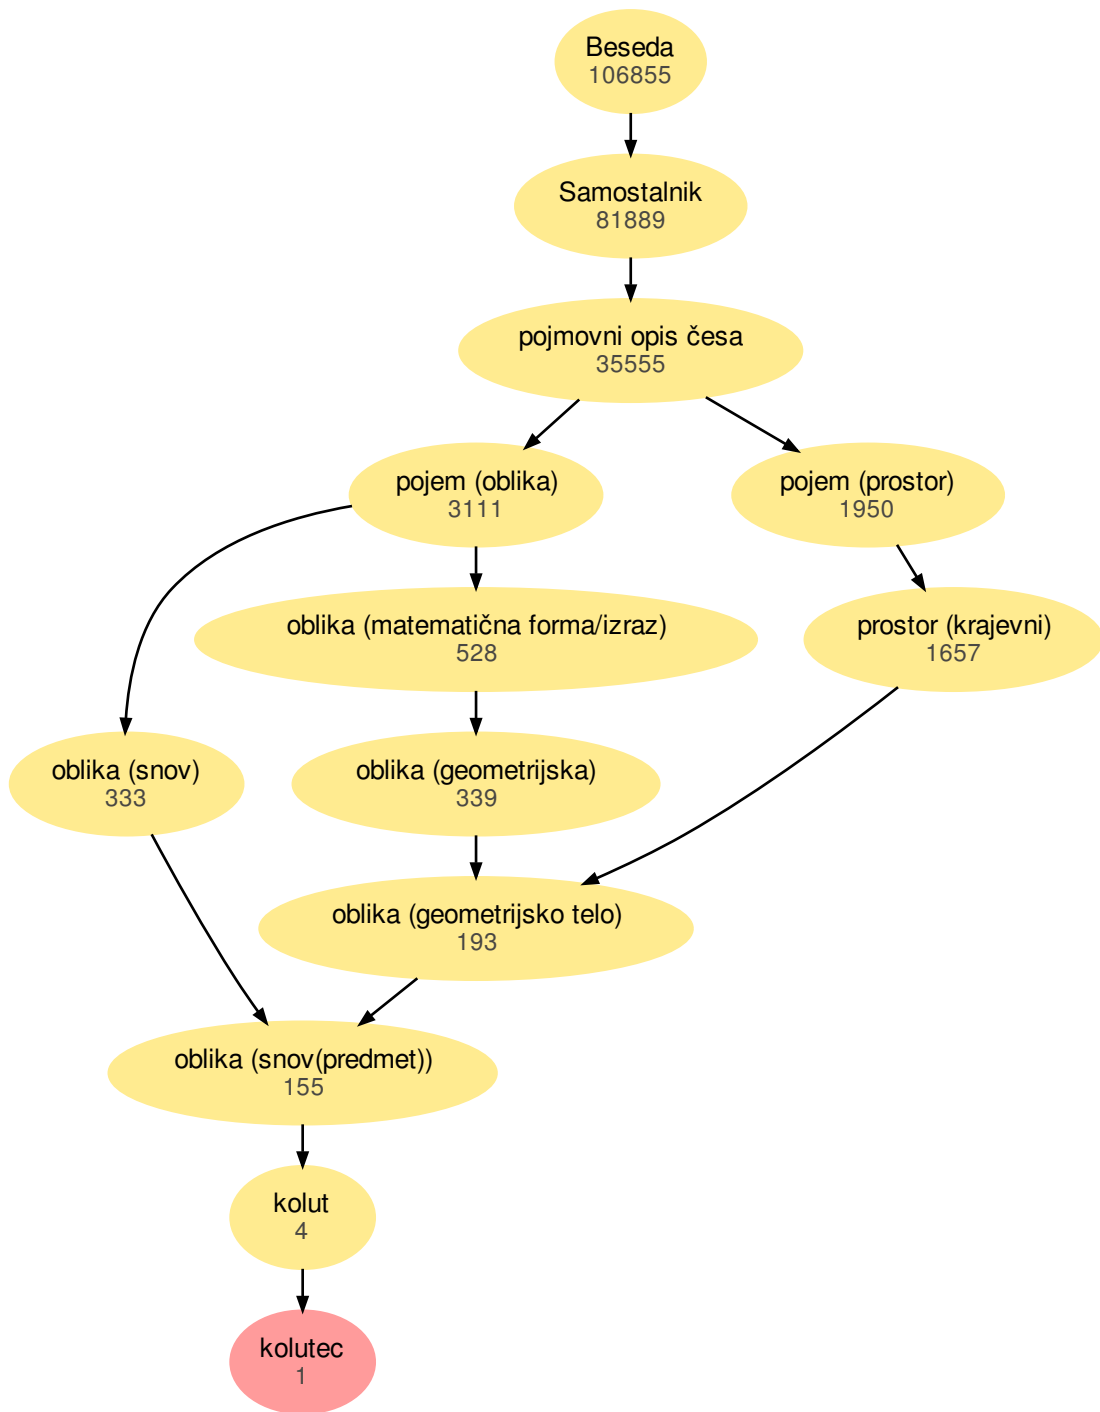 Beseda
106855
Samostalnik
81889
pojmovni opis česa
35555
pojem (oblika)
3111
pojem (prostor)
1950
oblika (matematična forma/izraz)
528
prostor (krajevni)
1657
oblika (snov)
333
oblika (geometrijska)
339
oblika (geometrijsko telo)
193
oblika (snov(predmet))
155
kolut
4
kolutec
1